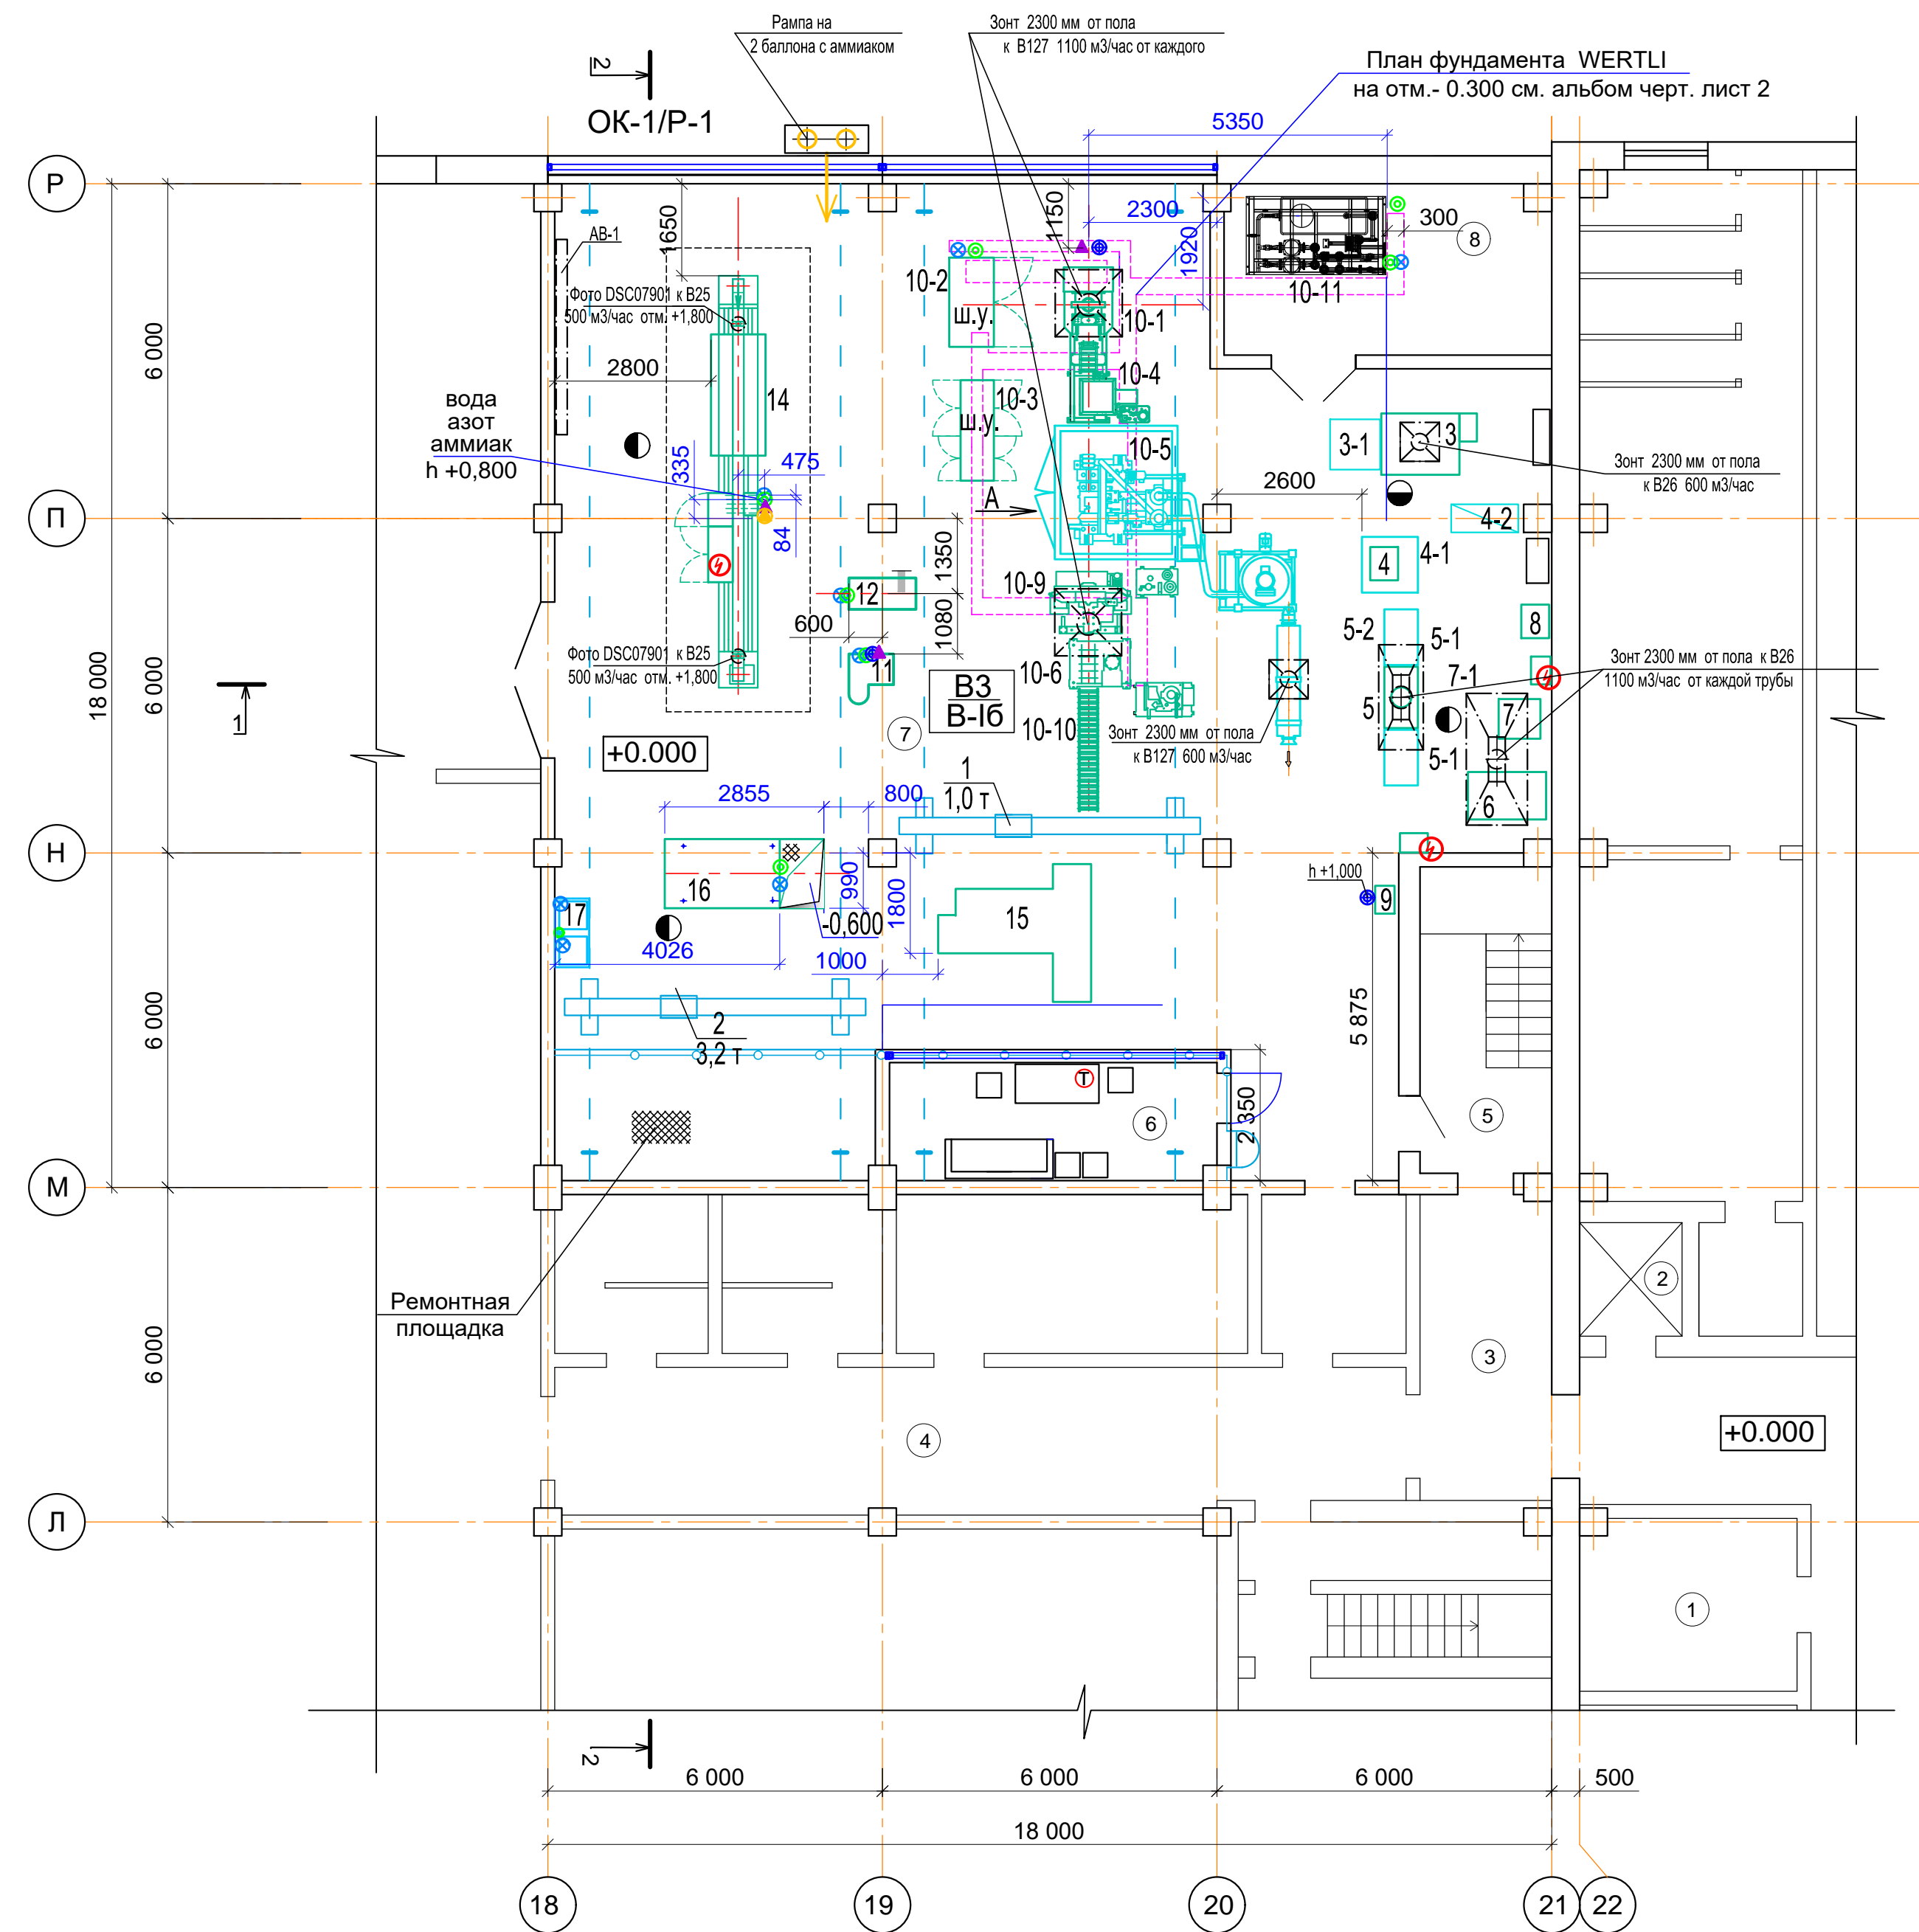 Рампа на
2 баллона с аммиаком
Зонт 2300 мм от пола
к В127 1100 м3/час от каждого
План фундамента WERTLI
на отм.- 0.300 см. альбом черт. лист 2
2
ОК-1/Р-1
5350
Р
1650
1150
2300
300
8
АВ-1
1920
10-2
Фото DSC07901 к В25
500 м3/час отм. +1,800
ш.у.
10-1
10-11
6 000
2800
14
10-3
10-4
вода
азот
аммиак
h +0,800
ш.у.
3-1
3
335
475
10-5
Зонт 2300 мм от пола
к В26 600 м3/час
2600
А
П
84
4-2
1350
4
4-1
10-9
12
600
1080
8
5-2
5-1
Фото DSC07901 к В25
500 м3/час отм. +1,800
11
10-6
Зонт 2300 мм от пола к В26
1100 м3/час от каждой трубы
18 000
6 000
В3
В-Iб
7-1
5
7
1
7
10-10
Зонт 2300 мм от пола
к В127 600 м3/час
+0.000
5-1
1
1,0 т
2855
800
6
Н
h +1,000
16
990
1800
9
17
15
-0,600
4026
1000
6 000
2
3,2 т
5 875
Т
2 350
6
5
М
2
Ремонтная
площадка
6 000
3
4
+0.000
Л
1
2
6 000
6 000
6 000
500
18 000
18
19
20
21
22